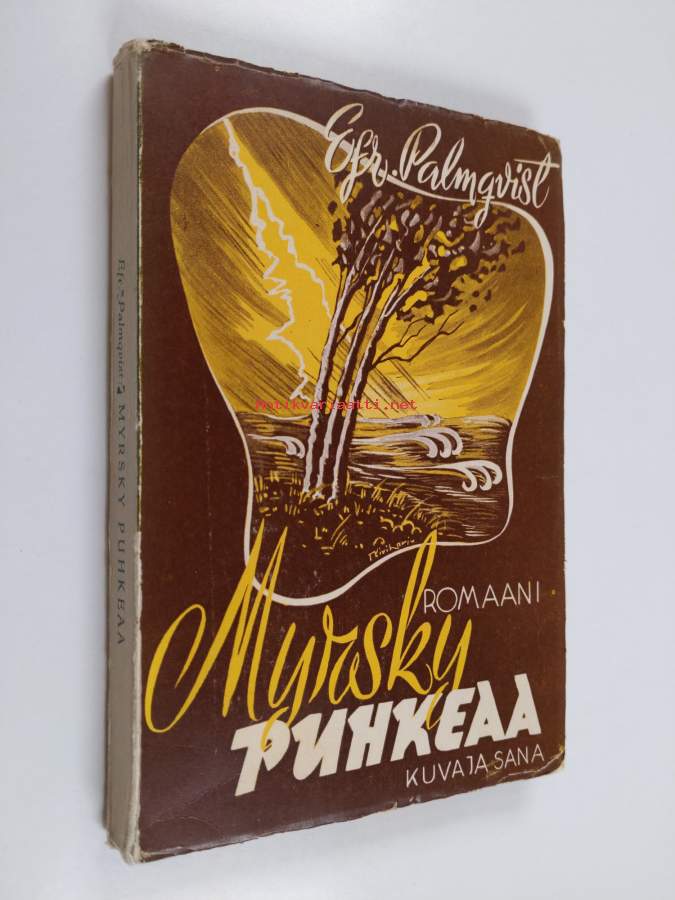 Efr. Palmqvist
ROMAANI
Myrsky
PUHKEAA
KUVA JA SANA
Efr. Palmqvist MYRSKY PUHKEAA
Antikvariaatti.net